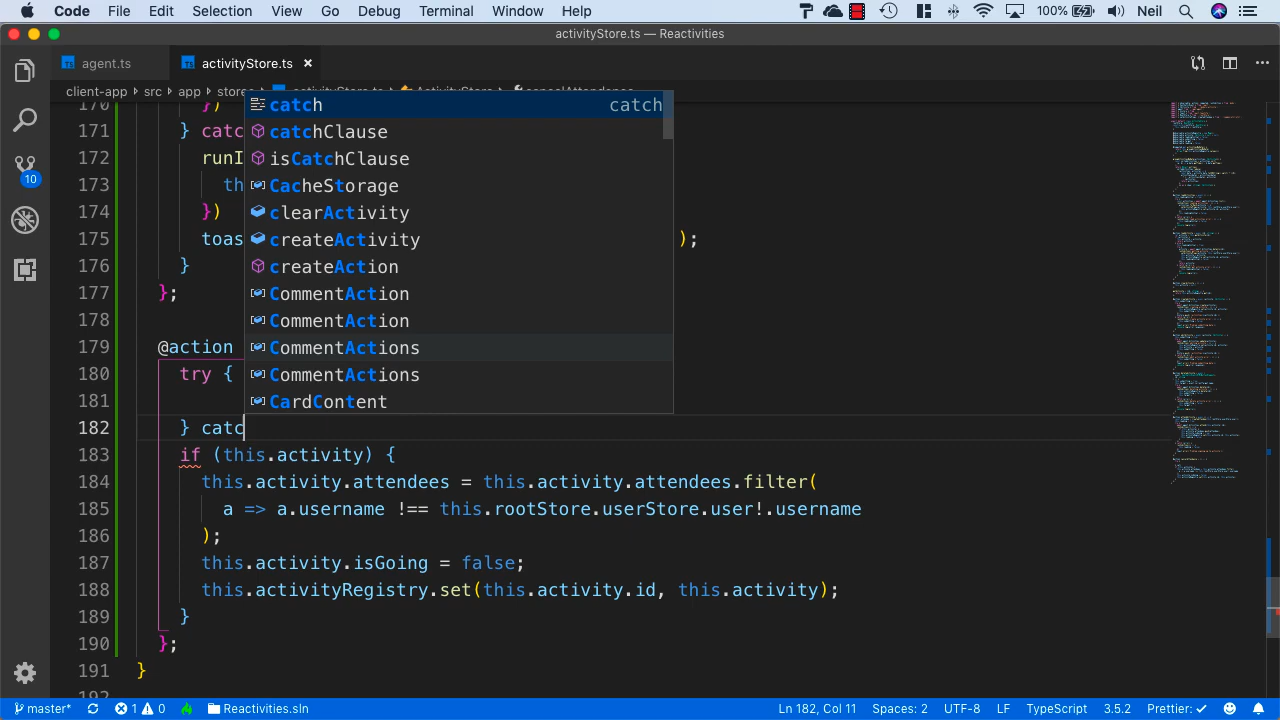 Code File Edit Selection View Go Debug Terminal Window Help 100% Neil
activityStore.ts — Reactivities
agent.ts activityStore.ts ×
client-app › src › app › stores
170 })
171 } catc
172 runI
173 th
174 })
175 toas );
176 }
177 };
178
179 @action
180 try {
181
182 } catc
183 if (this.activity) {
184 this.activity.attendees = this.activity.attendees.filter(
185 a => a.username !== this.rootStore.userStore.user!.username
186 );
187 this.activity.isGoing = false;
188 this.activityRegistry.set(this.activity.id, this.activity);
189 }
190 };
191 }
192
catch catch
catchClause
isCatchClause
CacheStorage
clearActivity
createActivity
createAction
CommentAction
CommentAction
CommentActions
CommentActions
CardContent
10
master* 1 0 Reactivities.sln Ln 182, Col 11 Spaces: 2 UTF-8 LF TypeScript 3.5.2 Prettier: ✓